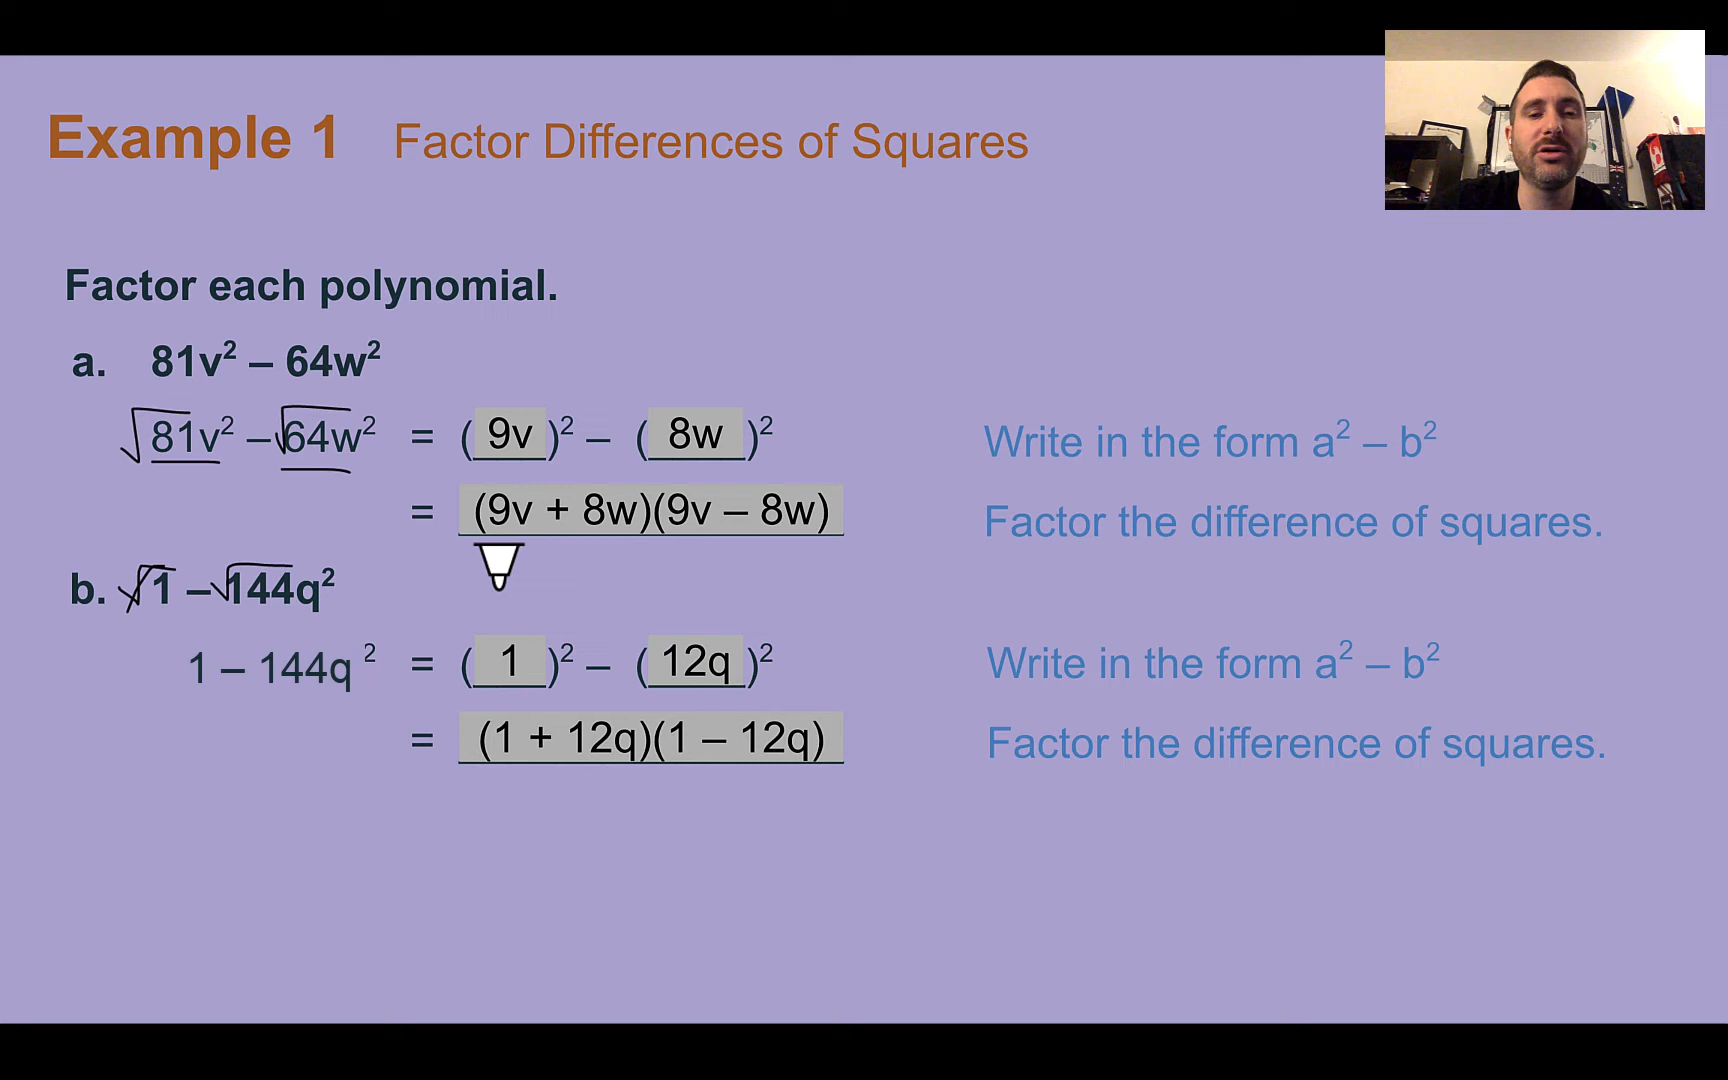 Example 1 Factor Differences of Squares
Factor each polynomial.
a. 81v² – 64w²
√81v² – √64w² = ( 9v )² – ( 8w )² Write in the form a² – b²
= (9v + 8w)(9v – 8w) Factor the difference of squares.
b. √1 – √144q²
1 – 144q ² = ( 1 )² – ( 12q )² Write in the form a² – b²
= (1 + 12q)(1 – 12q) Factor the difference of squares.